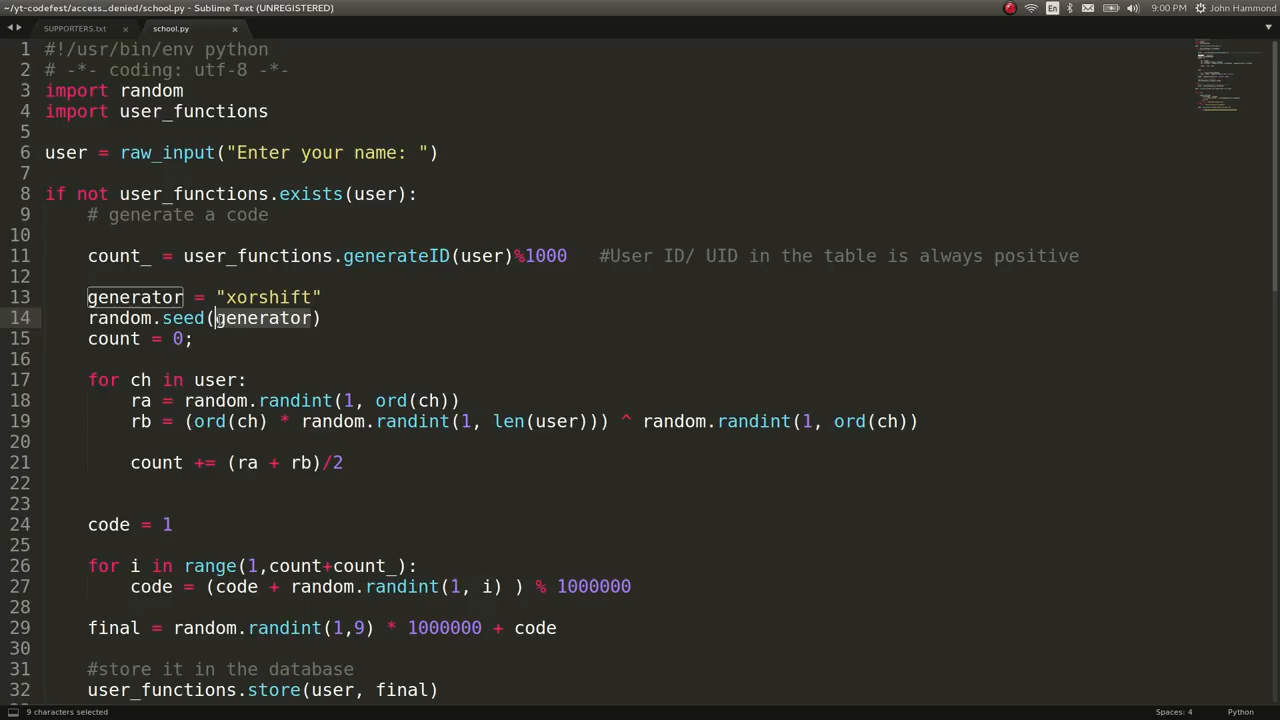 ~/yt-codefest/access_denied/school.py - Sublime Text (UNREGISTERED)
En
9:00 PM
John Hammond
SUPPORTERS.txt ×
school.py ×
1 #!/usr/bin/env python
2 # -*- coding: utf-8 -*-
3 import random
4 import user_functions
5
6 user = raw_input("Enter your name: ")
7
8 if not user_functions.exists(user):
9 # generate a code
10
11 count_ = user_functions.generateID(user)%1000 #User ID/ UID in the table is always positive
12
13 generator = "xorshift"
14 random.seed(generator)
15 count = 0;
16
17 for ch in user:
18 ra = random.randint(1, ord(ch))
19 rb = (ord(ch) * random.randint(1, len(user))) ^ random.randint(1, ord(ch))
20
21 count += (ra + rb)/2
22
23
24 code = 1
25
26 for i in range(1,count+count_):
27 code = (code + random.randint(1, i) ) % 1000000
28
29 final = random.randint(1,9) * 1000000 + code
30
31 #store it in the database
32 user_functions.store(user, final)
9 characters selected
Spaces: 4
Python